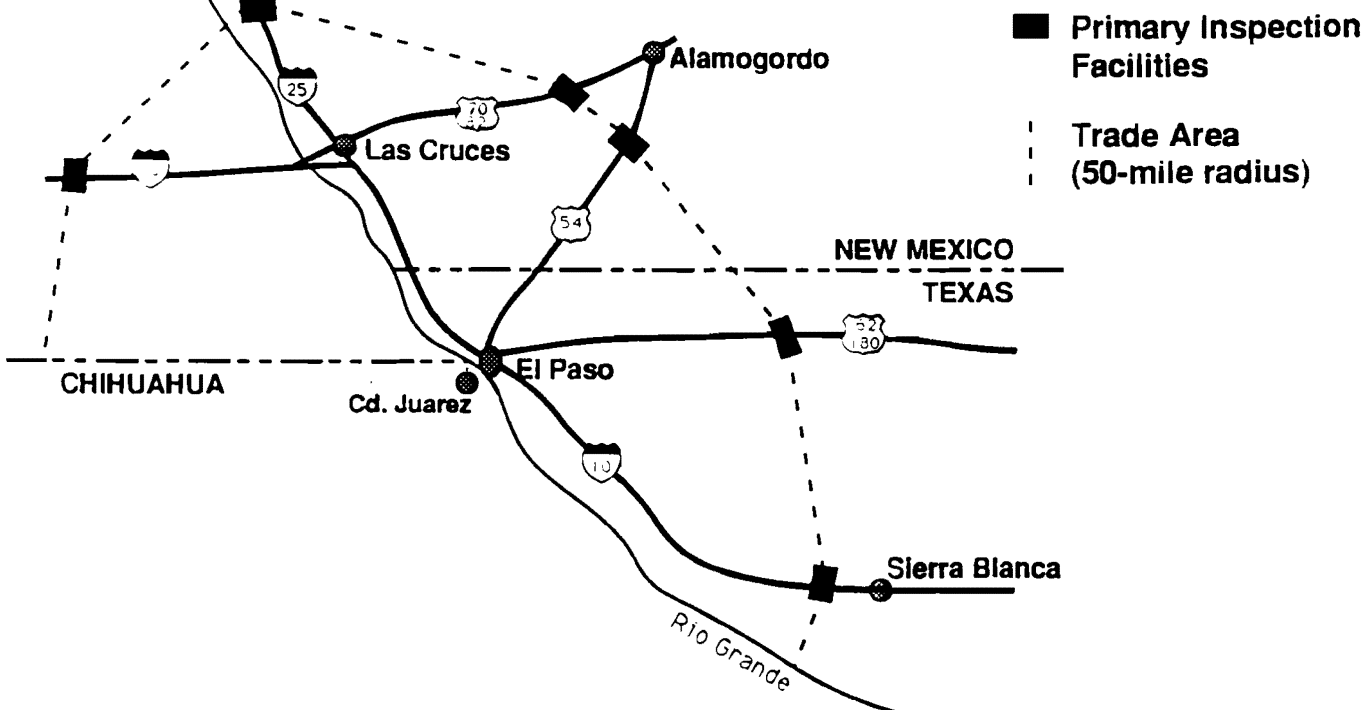 Primary Inspection
Facilities
Trade Area
(50-mile radius)
Alamogordo
25
70
Las Cruces
54
NEW MEXICO
TEXAS
180
El Paso
CHIHUAHUA
Cd. Juarez
10
Sierra Blanca
Rio Grande